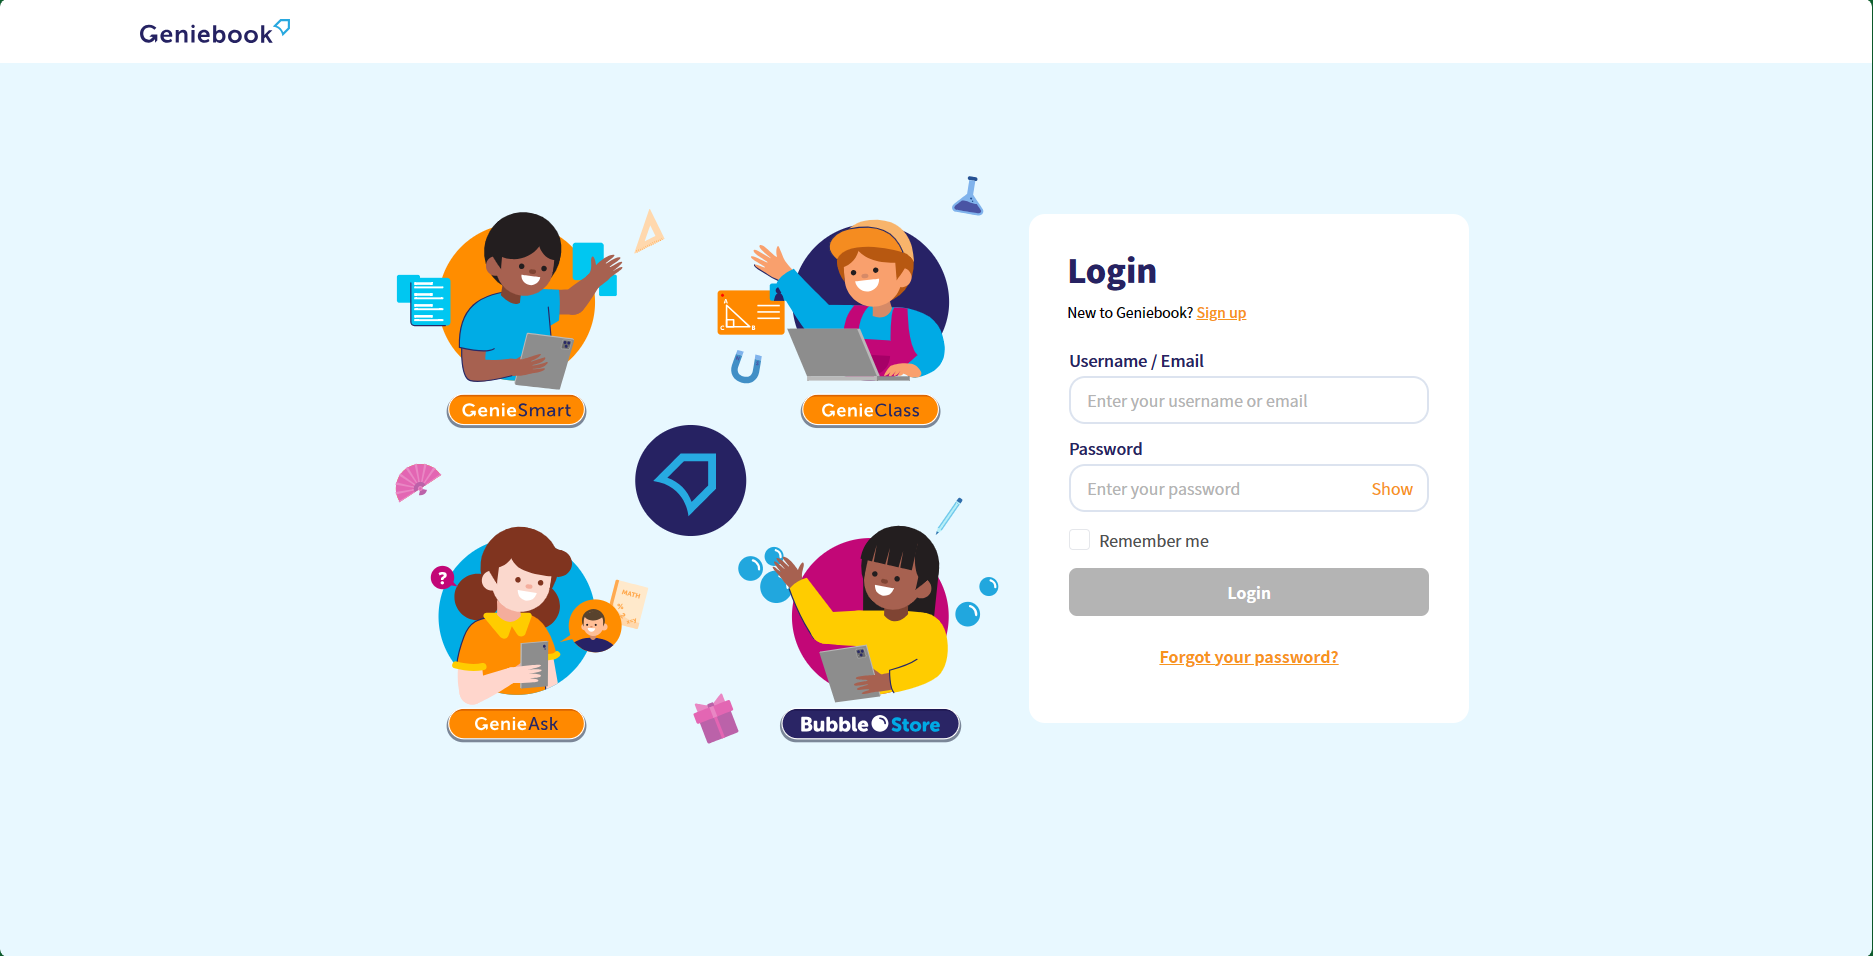 Geniebook
GenieSmart
GenieClass
A
C
B
?
MATH
%
GenieAsk
Bubble Store
Login
New to Geniebook? Sign up
Username / Email
Enter your username or email
Password
Enter your password
Show
Remember me
Login
Forgot your password?